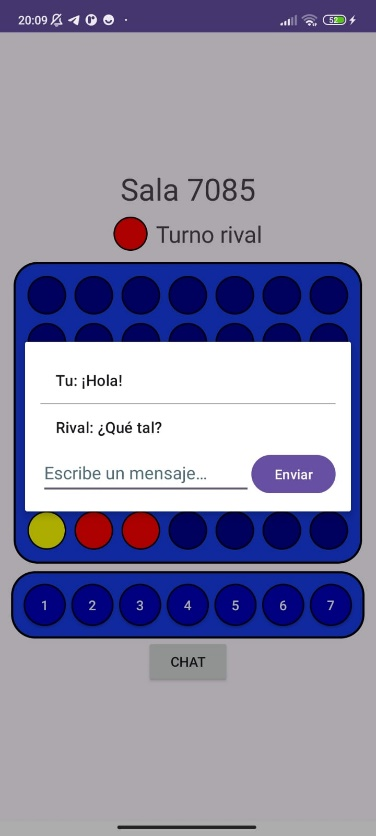 20:09
52
Sala 7085
Turno rival
Tu: ¡Hola!
Rival: ¿Qué tal?
Escribe un mensaje...
Enviar
1 2 3 4 5 6 7
CHAT